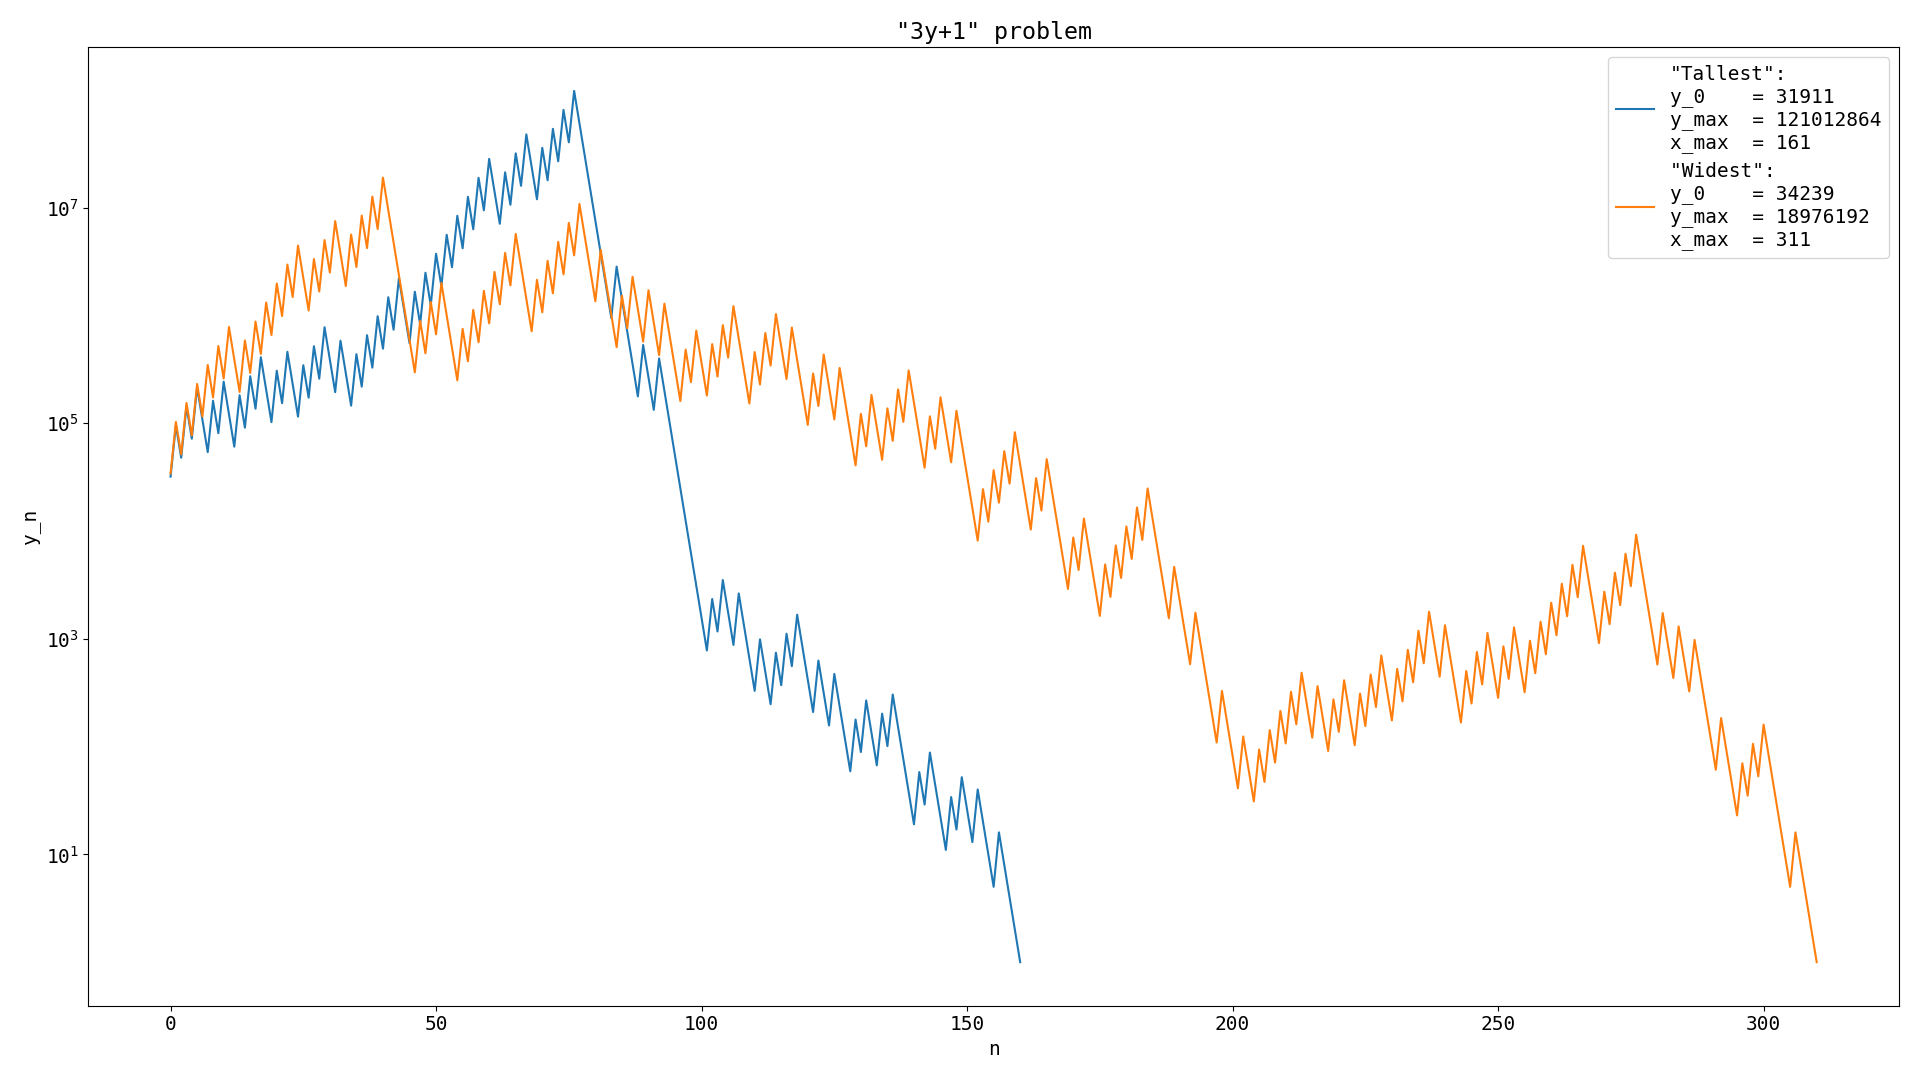 "3y+1" problem
"Tallest":
y_0    = 31911
y_max  = 121012864
x_max  = 161
"Widest":
y_0    = 34239
y_max  = 18976192
x_max  = 311
10^7
10^5
10^3
10^1
y_n
0 50 100 150 200 250 300
n